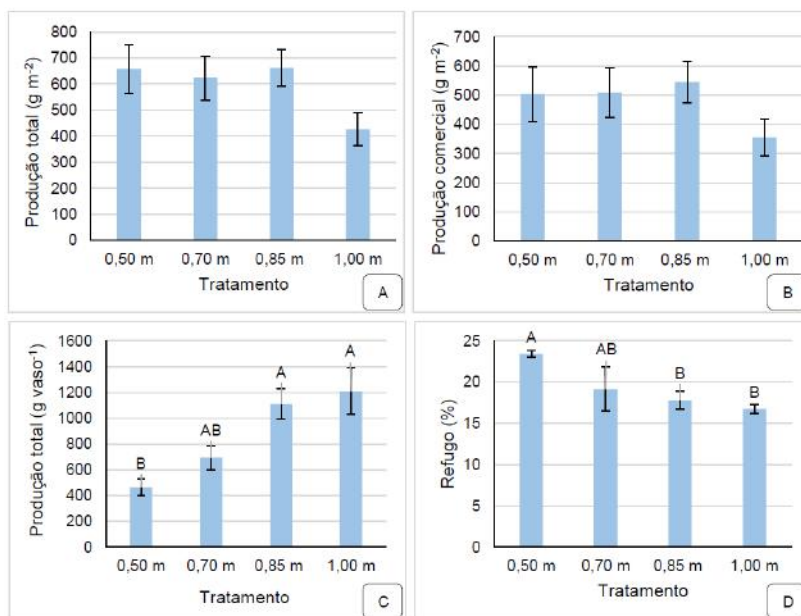 800
700
600
500
400
300
200
100
0
Produção total (g m-2)
0,50 m 0,70 m 0,85 m 1,00 m
Tratamento
A
700
600
500
400
300
200
100
0
Produção comercial (g m-2)
0,50 m 0,70 m 0,85 m 1,00 m
Tratamento
B
1600
1400
1200
1000
800
600
400
200
0
Produção total (g vaso-1)
B AB A A
0,50 m 0,70 m 0,85 m 1,00 m
Tratamento
C
25
20
15
10
5
0
Refugo (%)
A AB B B
0,50 m 0,70 m 0,85 m 1,00 m
Tratamento
D